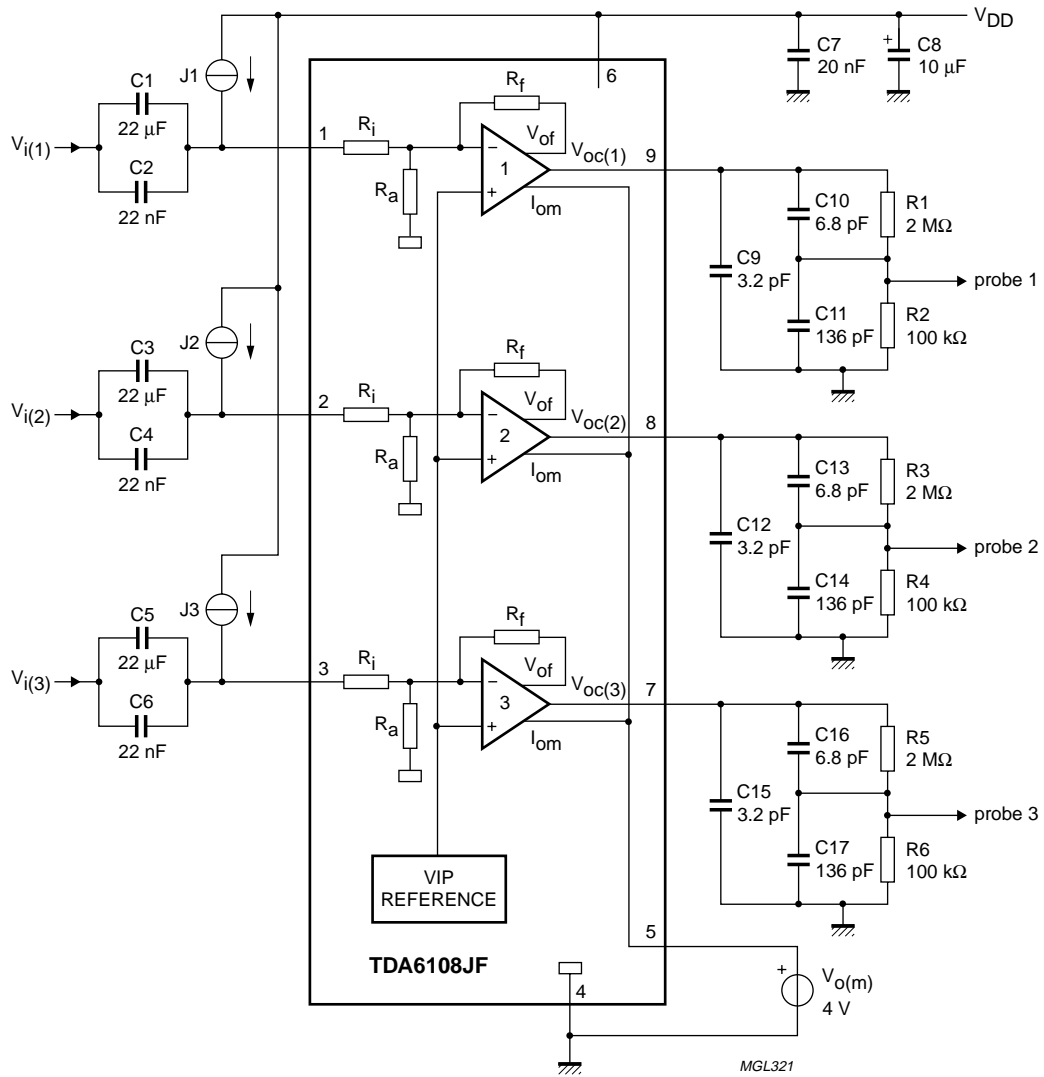 V_DD
C7
20 nF
C8
10 μF
+
J1
6
C1
22 μF
V_i(1)
C2
22 nF
1
R_i
R_a
R_f
V_of
−
1
+
V_oc(1)
I_om
9
C10
6.8 pF
R1
2 MΩ
C9
3.2 pF
probe 1
C11
136 pF
R2
100 kΩ
J2
C3
22 μF
V_i(2)
C4
22 nF
2
R_i
R_a
R_f
V_of
−
2
+
V_oc(2)
I_om
8
C13
6.8 pF
R3
2 MΩ
C12
3.2 pF
probe 2
C14
136 pF
R4
100 kΩ
J3
C5
22 μF
V_i(3)
C6
22 nF
3
R_i
R_a
R_f
V_of
−
3
+
V_oc(3)
I_om
7
C16
6.8 pF
R5
2 MΩ
C15
3.2 pF
probe 3
C17
136 pF
R6
100 kΩ
VIP
REFERENCE
5
TDA6108JF
4
+
V_o(m)
4 V
MGL321